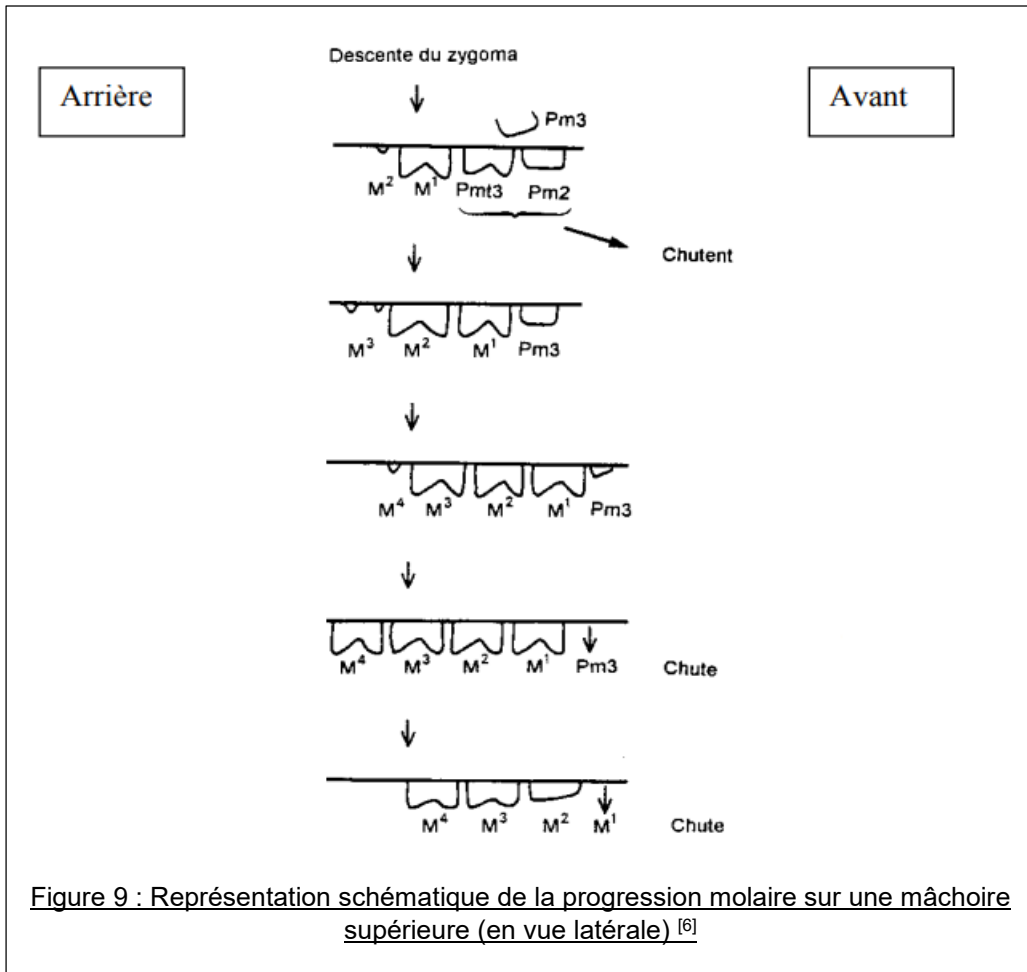 Descente du zygoma
Arrière
Avant
Pm3
M² M¹ Pmt3 Pm2
Chutent
M³ M² M¹ Pm3
M⁴ M³ M² M¹ Pm3
M⁴ M³ M² M¹ Pm3 Chute
M⁴ M³ M² M¹ Chute
Figure 9 : Représentation schématique de la progression molaire sur une mâchoire
supérieure (en vue latérale) [6]